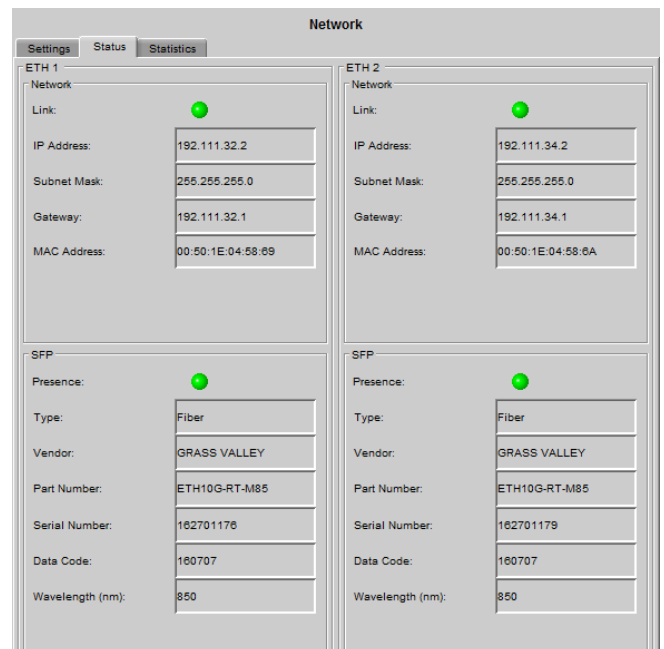 Network
Settings Status Statistics
ETH 1
Network
Link:
IP Address: 192.111.32.2
Subnet Mask: 255.255.255.0
Gateway: 192.111.32.1
MAC Address: 00:50:1E:04:58:69
SFP
Presence:
Type: Fiber
Vendor: GRASS VALLEY
Part Number: ETH10G-RT-M85
Serial Number: 162701176
Data Code: 160707
Wavelength (nm): 850
ETH 2
Network
Link:
IP Address: 192.111.34.2
Subnet Mask: 255.255.255.0
Gateway: 192.111.34.1
MAC Address: 00:50:1E:04:58:6A
SFP
Presence:
Type: Fiber
Vendor: GRASS VALLEY
Part Number: ETH10G-RT-M85
Serial Number: 162701179
Data Code: 160707
Wavelength (nm): 850